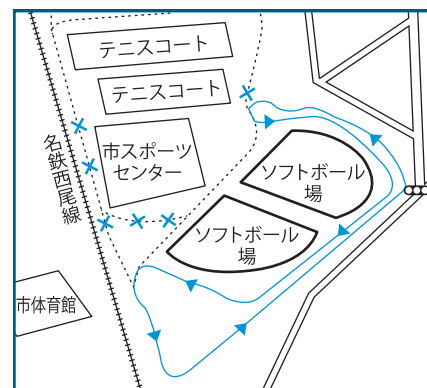 テニスコート
テニスコート
市スポーツ
センター
名鉄西尾線
ソフトボール
場
ソフトボール
場
市体育館